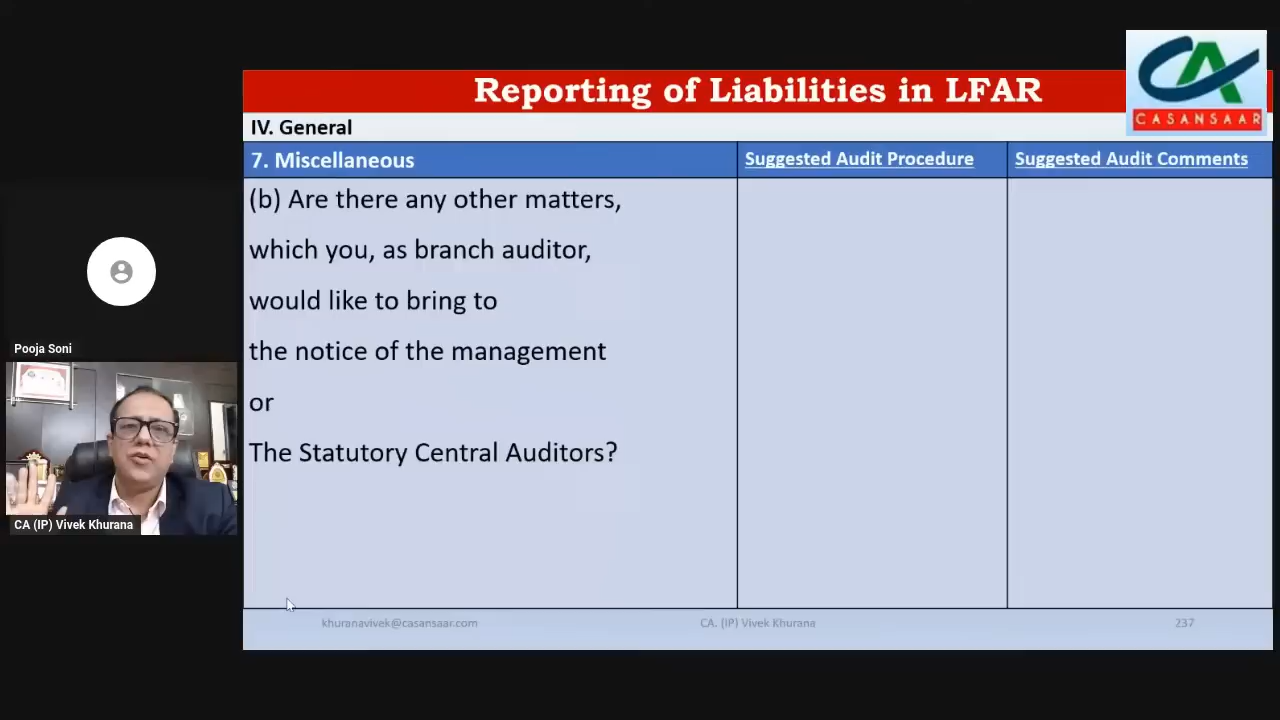 Reporting of Liabilities in LFAR
CASANSAAR
IV. General
7. Miscellaneous
Suggested Audit Procedure
Suggested Audit Comments
(b) Are there any other matters,
which you, as branch auditor,
would like to bring to
the notice of the management
or
The Statutory Central Auditors?
Pooja Soni
CA (IP) Vivek Khurana
khuranavivek@casansaar.com
CA. (IP) Vivek Khurana
237